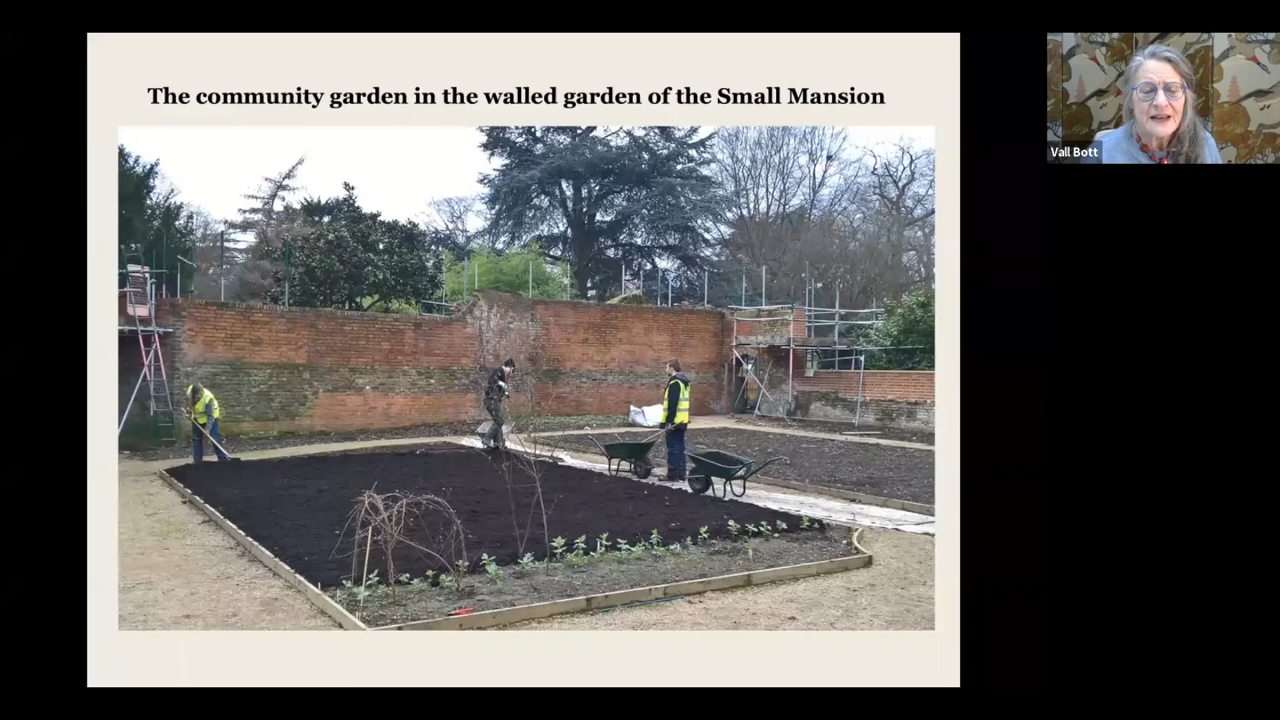 The community garden in the walled garden of the Small Mansion
Vall Bott